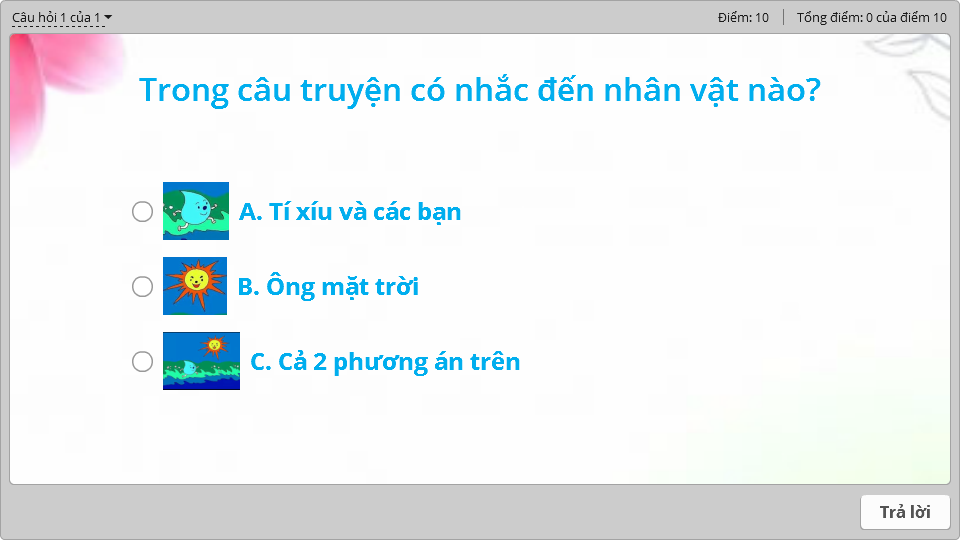 Câu hỏi 1 của 1
Điểm: 10
Tổng điểm: 0 của điểm 10
Trong câu truyện có nhắc đến nhân vật nào?
A. Tí xíu và các bạn
B. Ông mặt trời
C. Cả 2 phương án trên
Trả lời